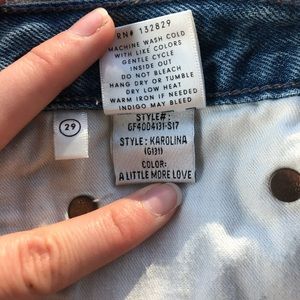 RN# 132829
MACHINE WASH COLD
WITH LIKE COLORS
GENTLE CYCLE
INSIDE OUT
DO NOT BLEACH
HANG DRY OR TUMBLE
DRY LOW HEAT
WARM IRON IF NEEDED
INDIGO MAY BLEED
STYLE#:
GF40D4131-S17
STYLE: KAROLINA
(G131)
COLOR:
A LITTLE MORE LOVE
29